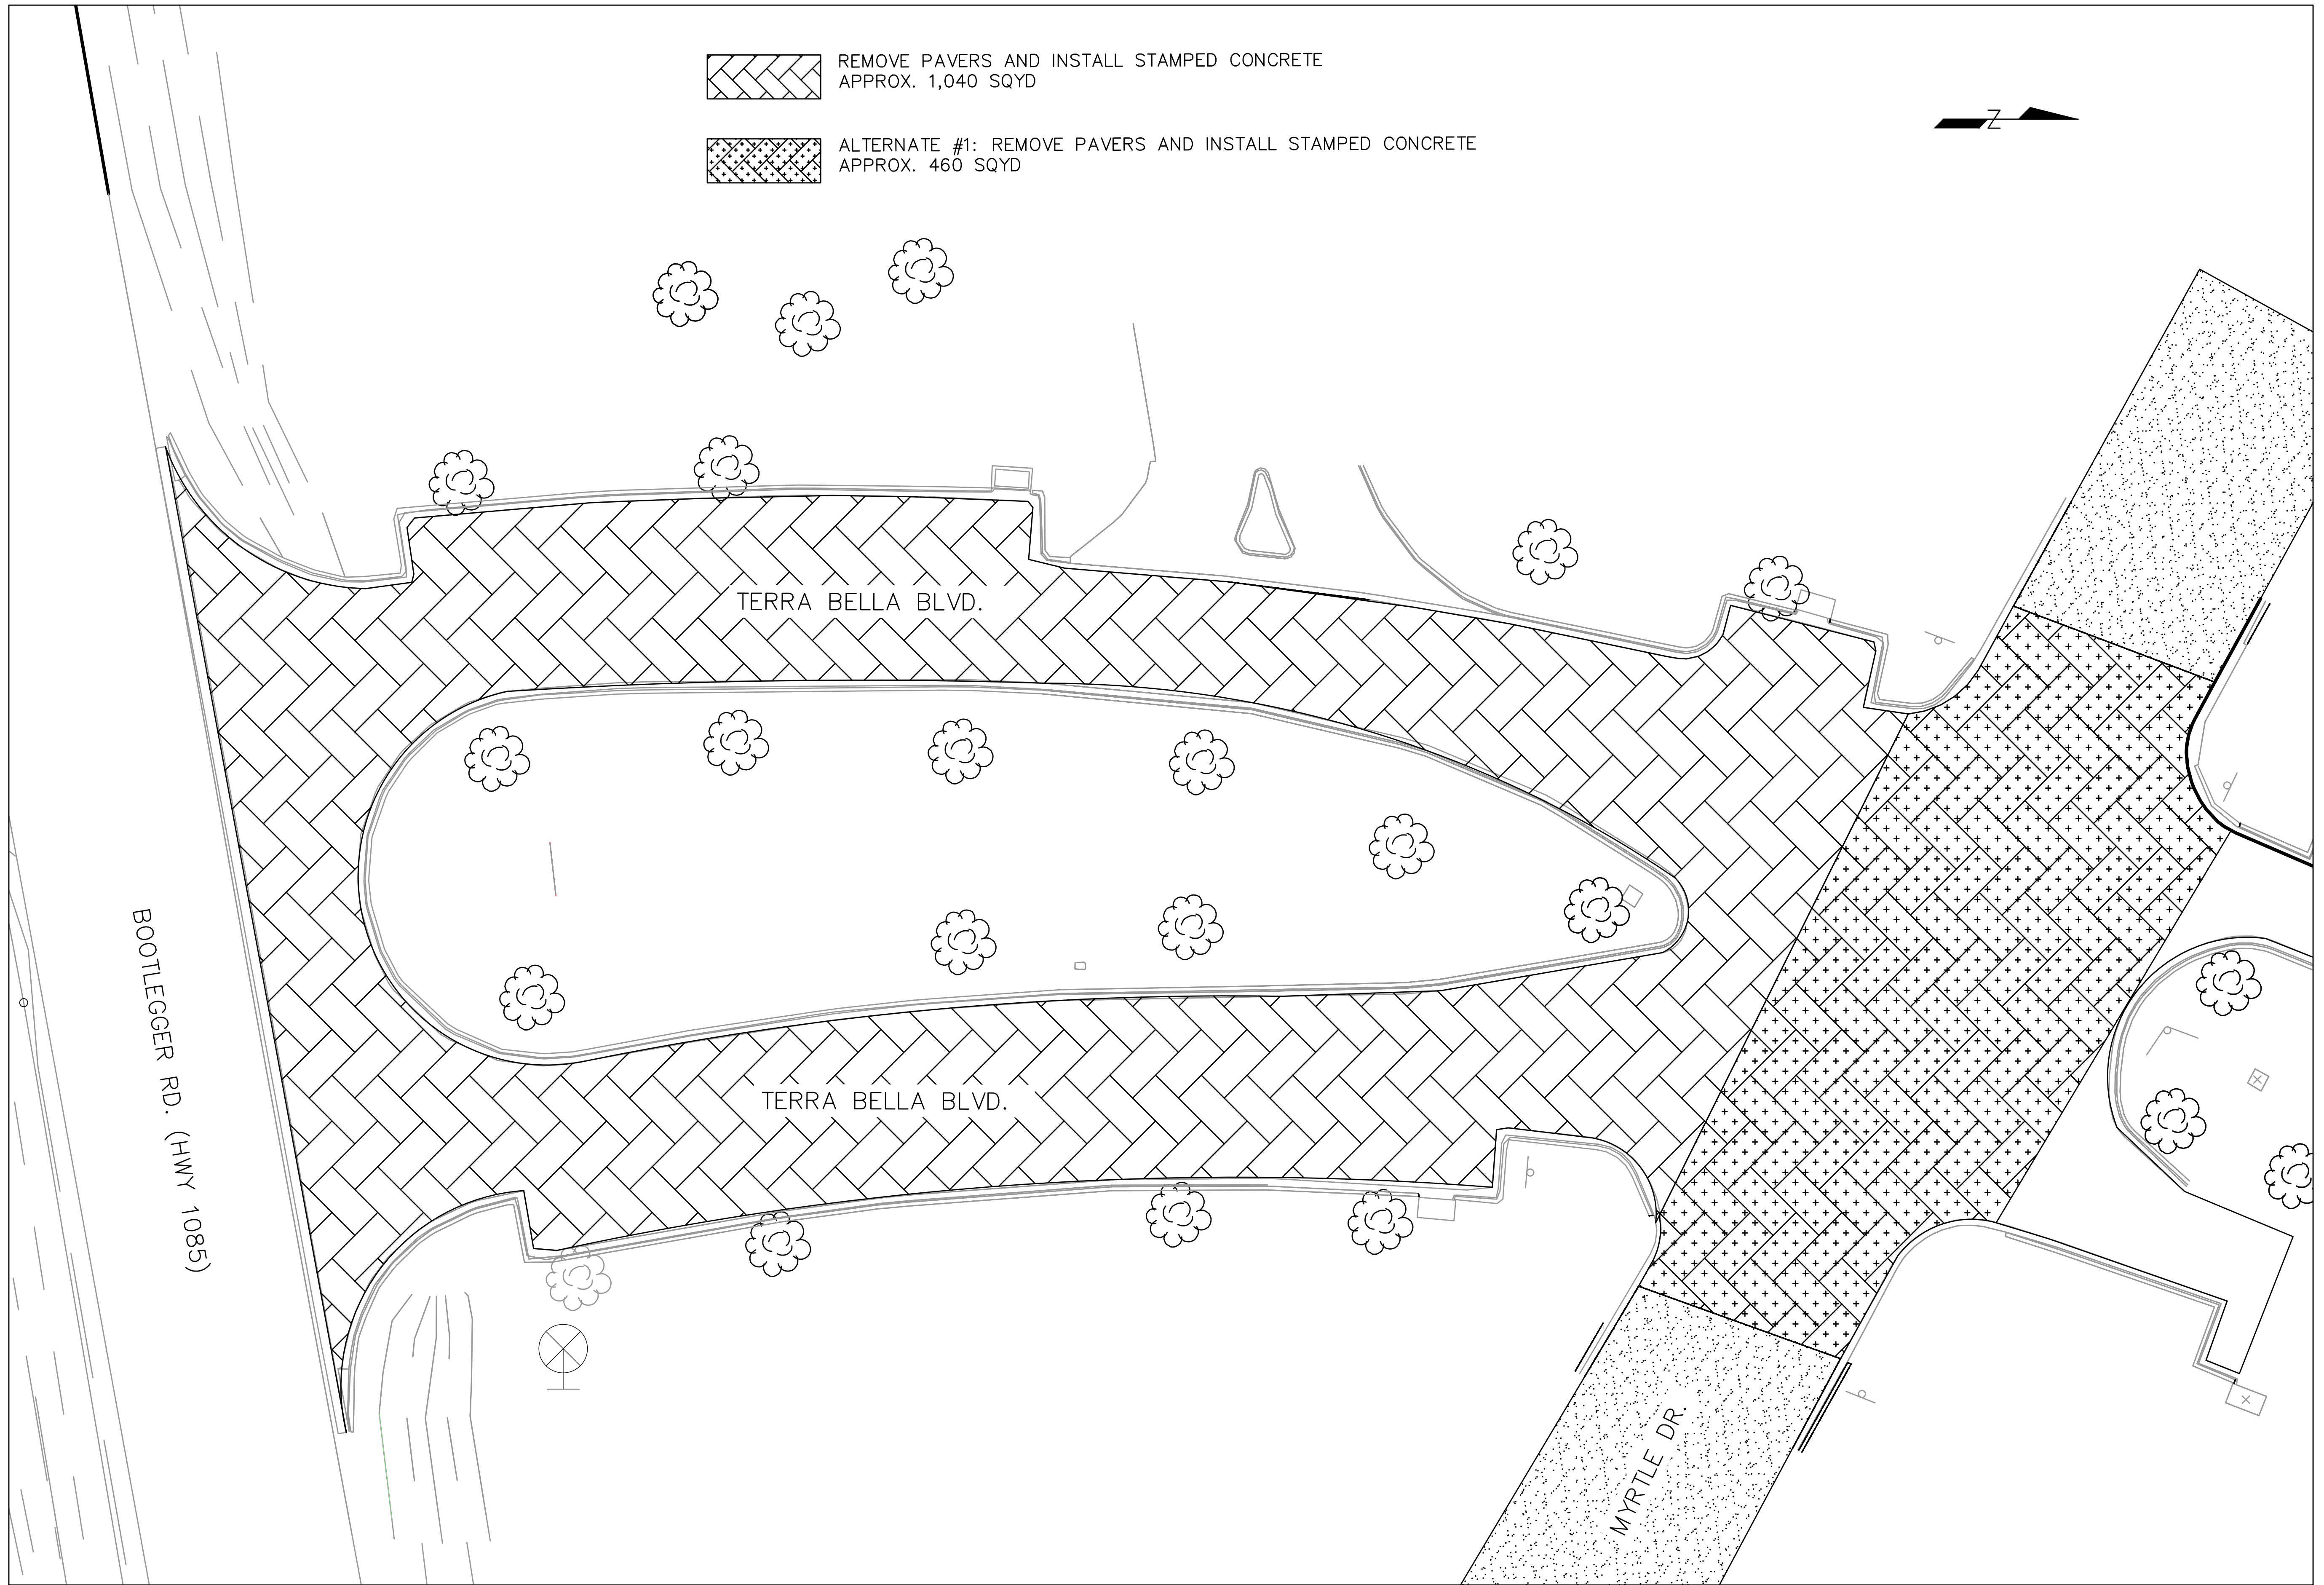 REMOVE PAVERS AND INSTALL STAMPED CONCRETE
APPROX. 1,040 SQYD
ALTERNATE #1: REMOVE PAVERS AND INSTALL STAMPED CONCRETE
APPROX. 460 SQYD
Z
TERRA BELLA BLVD.
BOOTLEGGER RD. (HWY 1085)
TERRA BELLA BLVD.
MYRTLE DR.